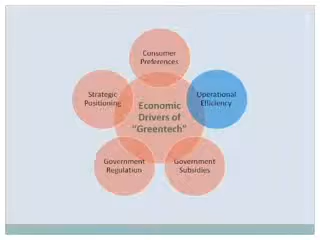 Consumer
Preferences
Strategic
Positioning
Operational
Efficiency
Economic
Drivers of
"Greentech"
Government
Regulation
Government
Subsidies